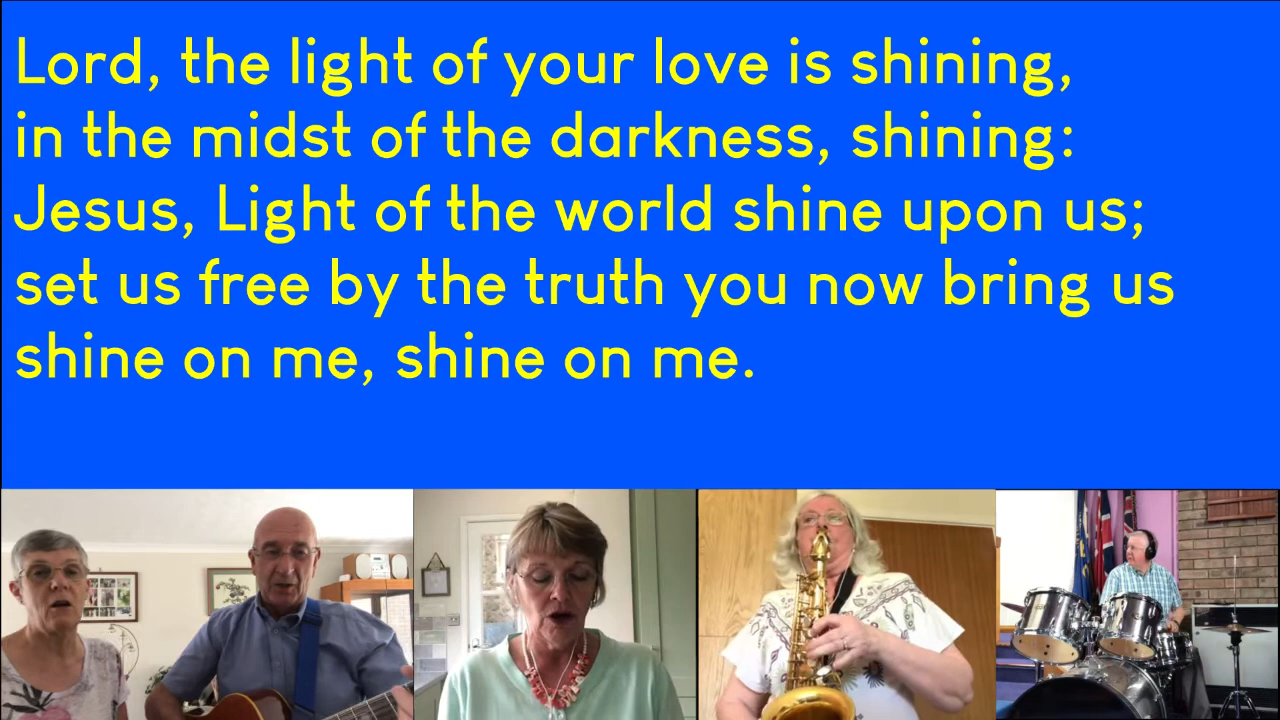 Lord, the light of your love is shining,
in the midst of the darkness, shining:
Jesus, Light of the world shine upon us;
set us free by the truth you now bring us
shine on me, shine on me.